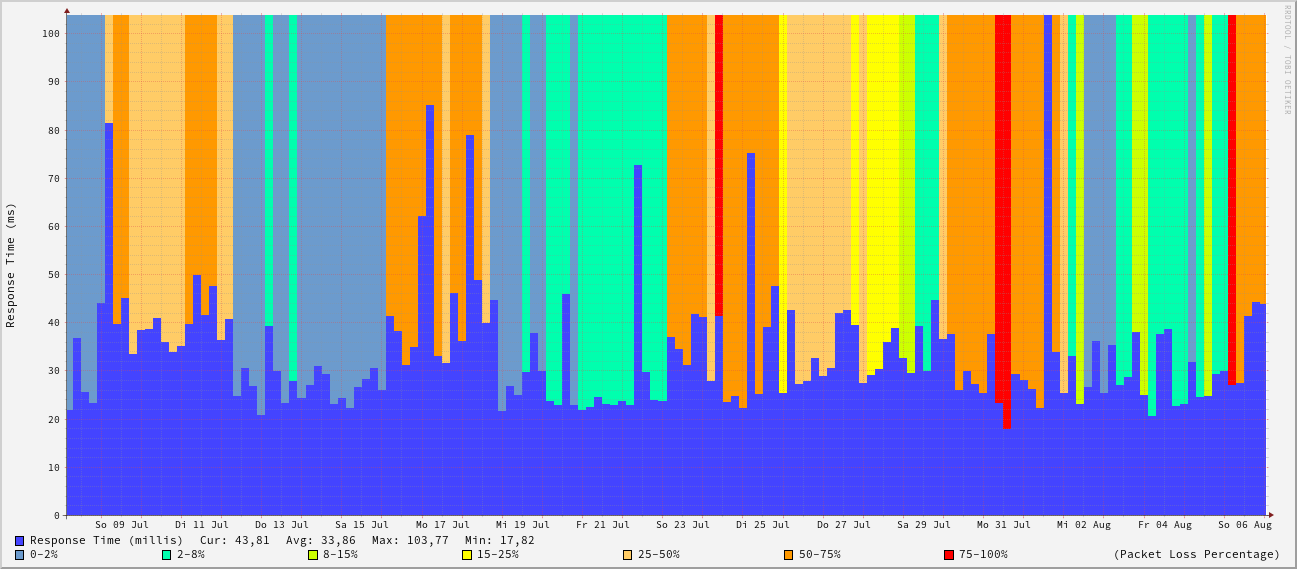 RRDTOOL / TOBI OETIKER
Response Time (ms)
100
90
80
70
60
50
40
30
20
10
0
So 09 Jul Di 11 Jul Do 13 Jul Sa 15 Jul Mo 17 Jul Mi 19 Jul Fr 21 Jul So 23 Jul Di 25 Jul Do 27 Jul Sa 29 Jul Mo 31 Jul Mi 02 Aug Fr 04 Aug So 06 Aug
Response Time (millis) Cur: 43,81 Avg: 33,86 Max: 103,77 Min: 17,82
0-2% 2-8% 8-15% 15-25% 25-50% 50-75% 75-100% (Packet Loss Percentage)